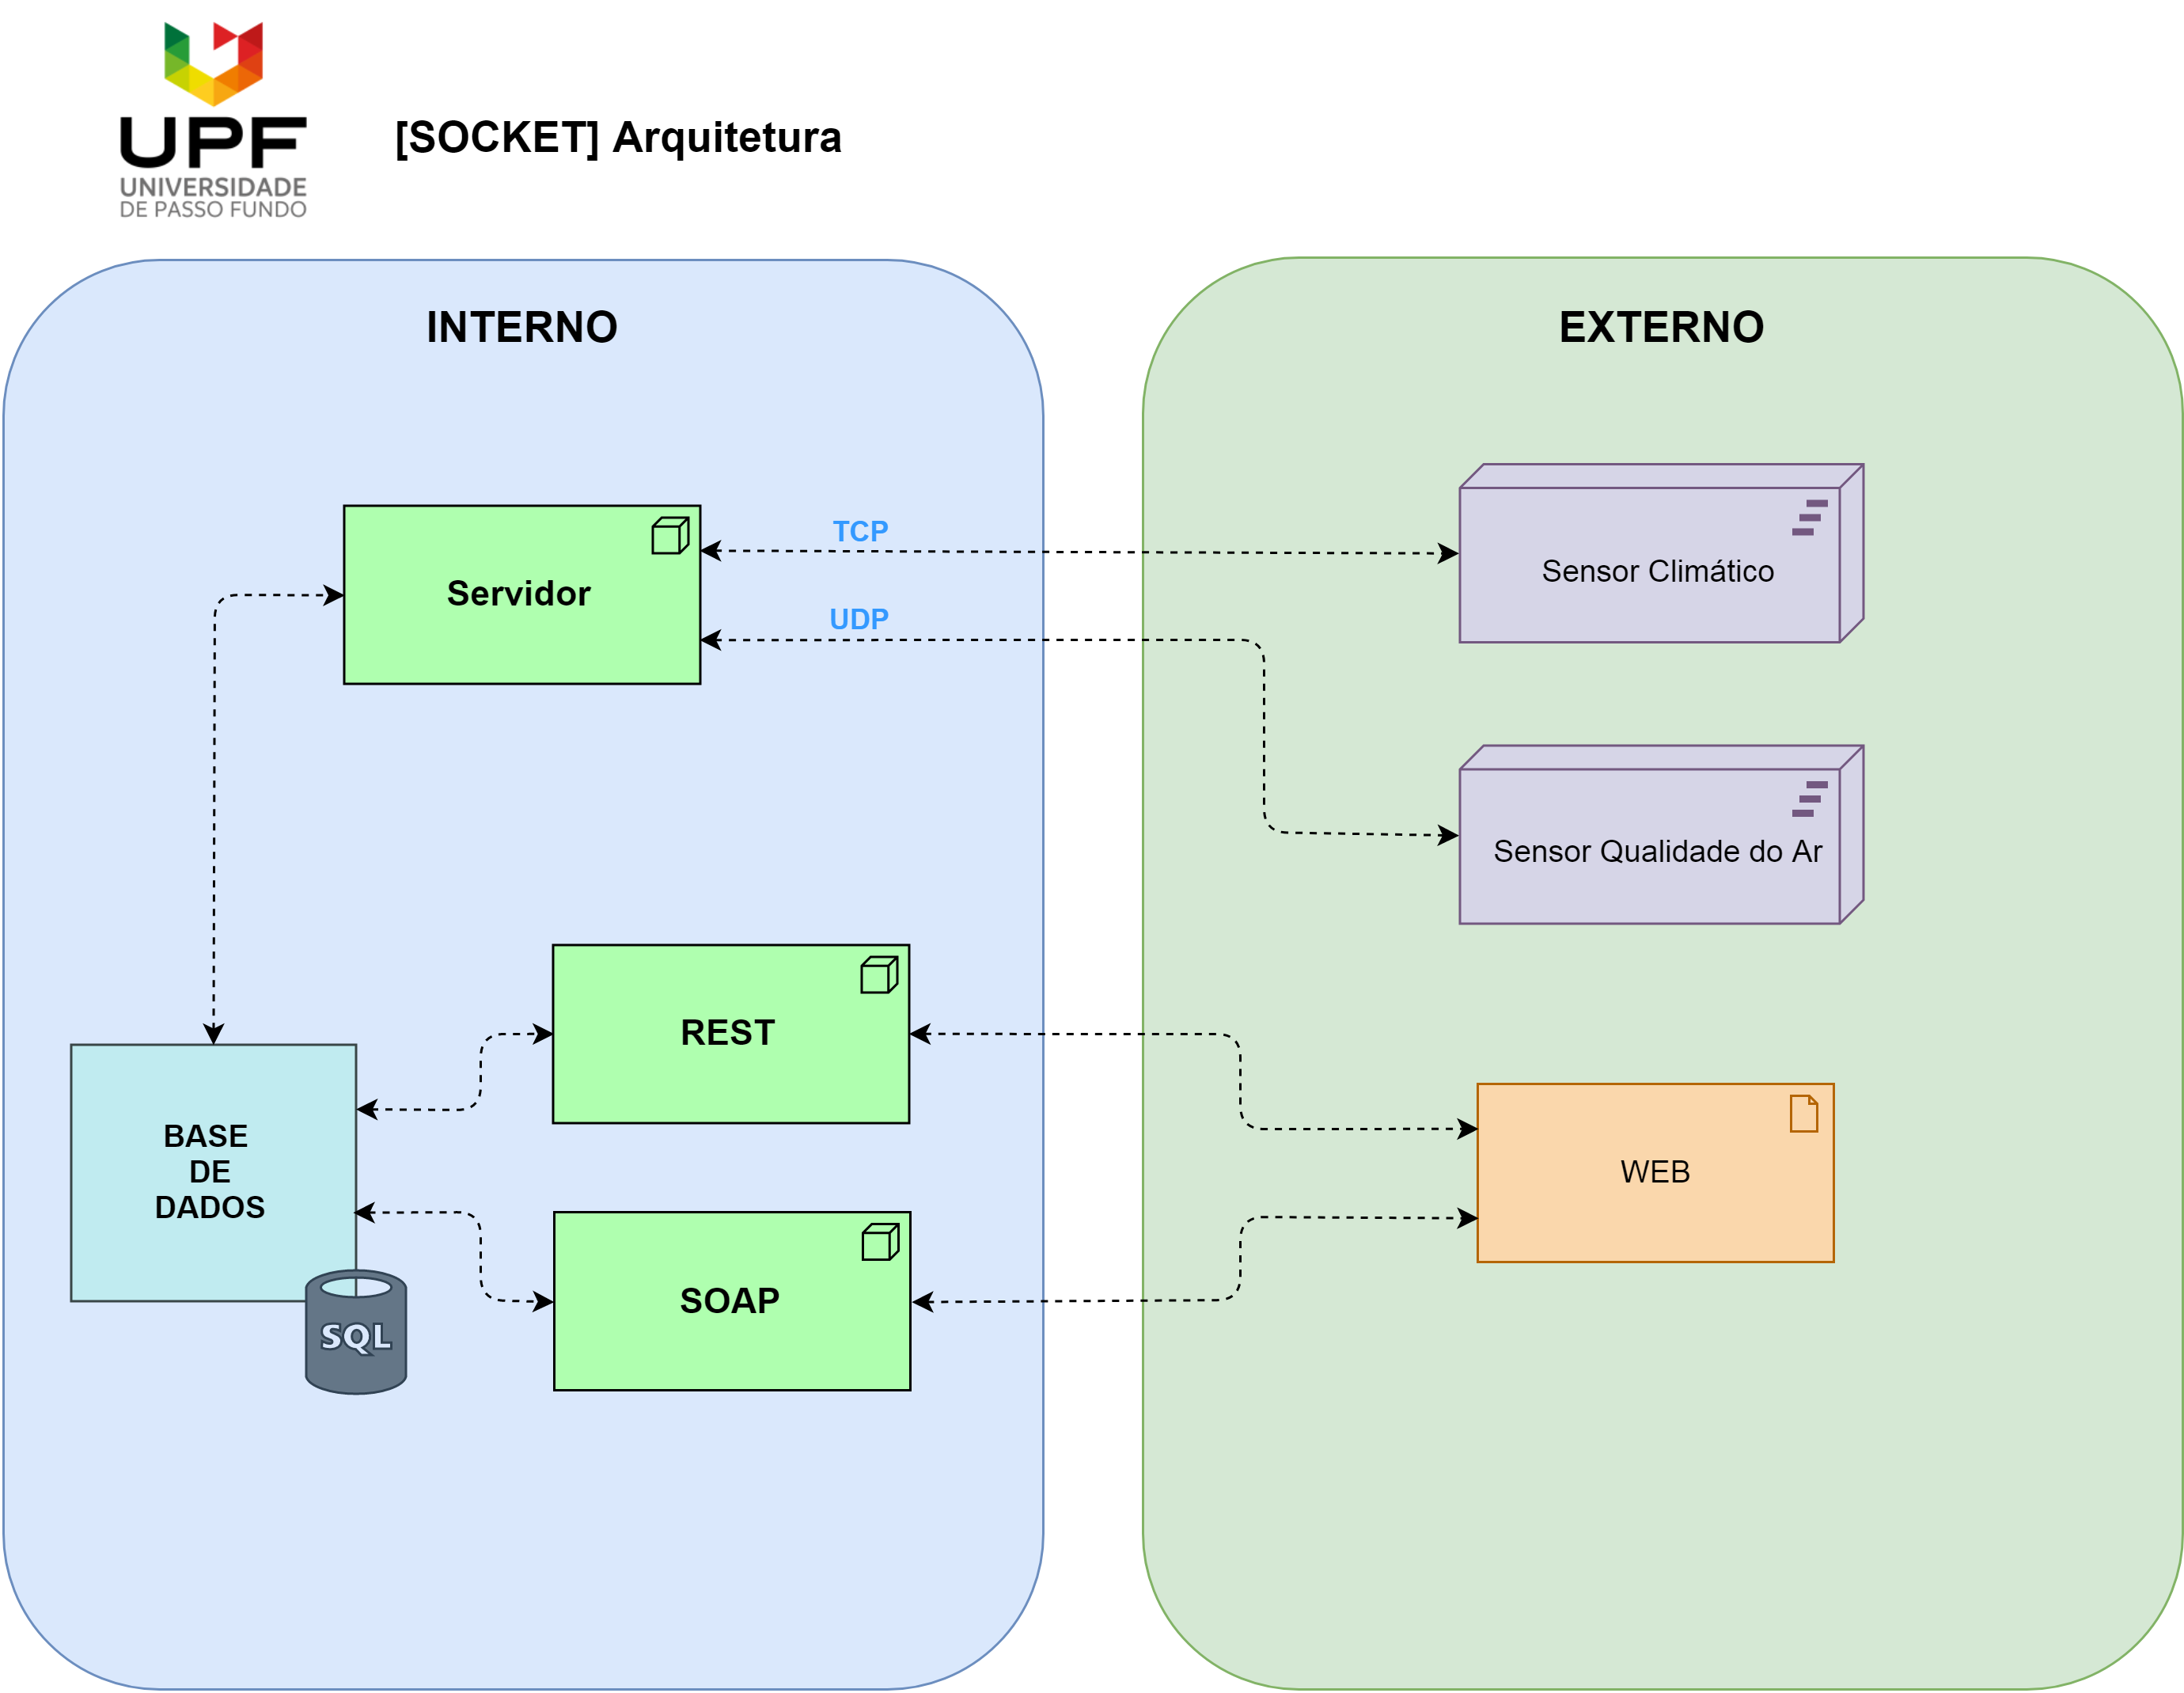 UPF
UNIVERSIDADE
DE PASSO FUNDO
[SOCKET] Arquitetura
INTERNO
EXTERNO
TCP
Servidor
Sensor Climático
UDP
Sensor Qualidade do Ar
REST
BASE
DE
DADOS
WEB
SOAP
SQL